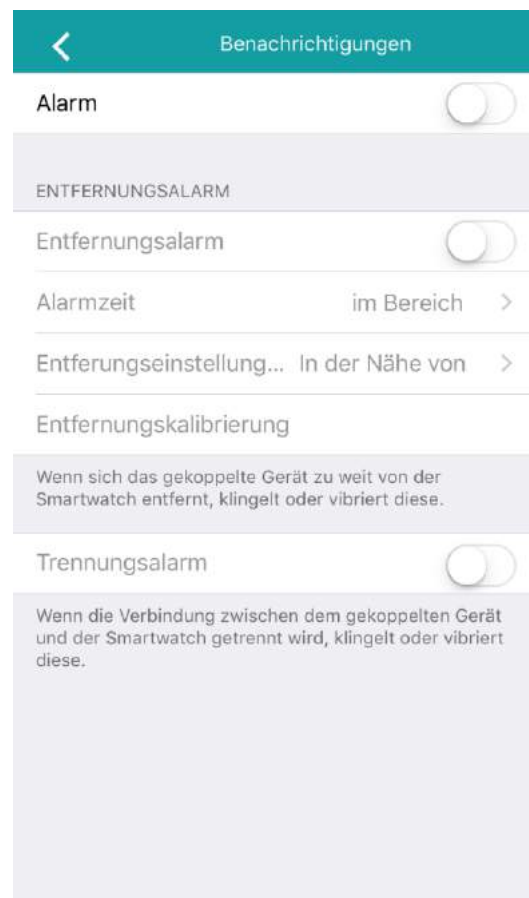 Benachrichtigungen
Alarm
ENTFERNUNGSALARM
Entfernungsalarm
Alarmzeit im Bereich
Entferungseinstellung... In der Nähe von
Entfernungskalibrierung
Wenn sich das gekoppelte Gerät zu weit von der
Smartwatch entfernt, klingelt oder vibriert diese.
Trennungsalarm
Wenn die Verbindung zwischen dem gekoppelten Gerät
und der Smartwatch getrennt wird, klingelt oder vibriert
diese.